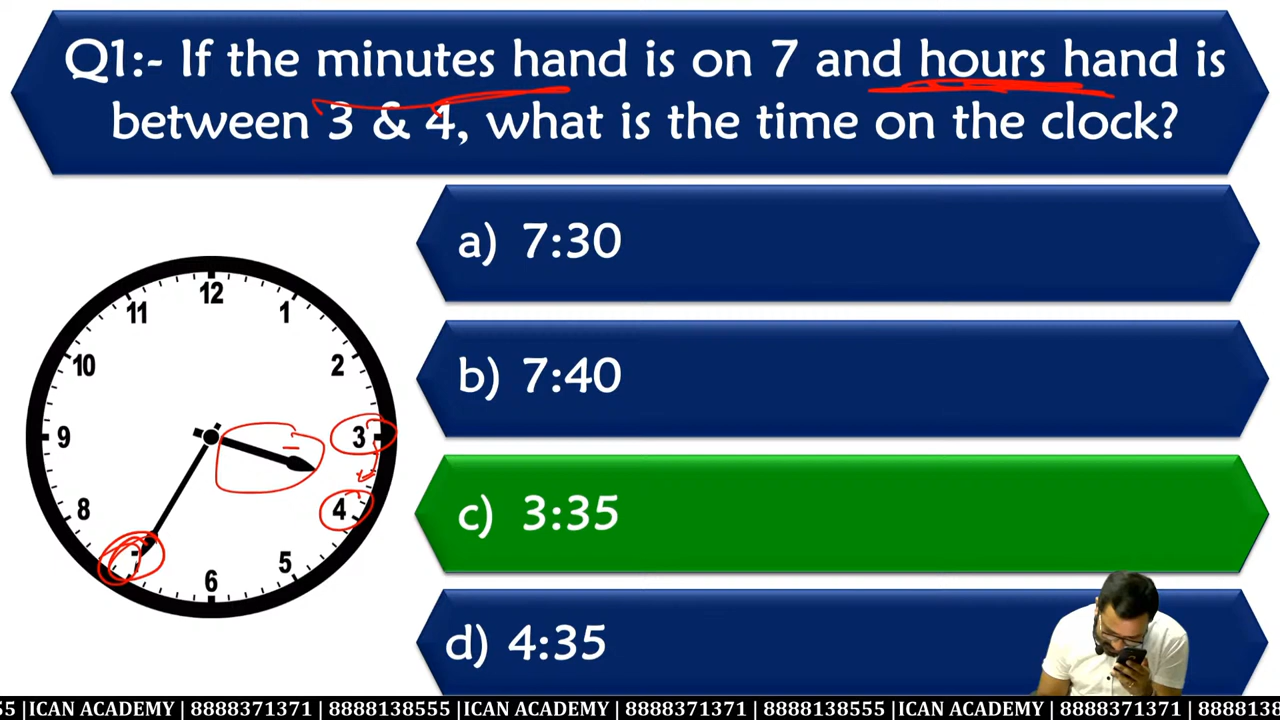 Q1:- If the minutes hand is on 7 and hours hand is
between 3 & 4, what is the time on the clock?
a) 7:30
b) 7:40
c) 3:35
d) 4:35
12
11
1
10
2
9
3
8
4
5
6
55 |ICAN ACADEMY | 8888371371 | 8888138555 |ICAN ACADEMY | 8888371371 | 8888138555 |ICAN ACADEMY | 8888371371 | 888813